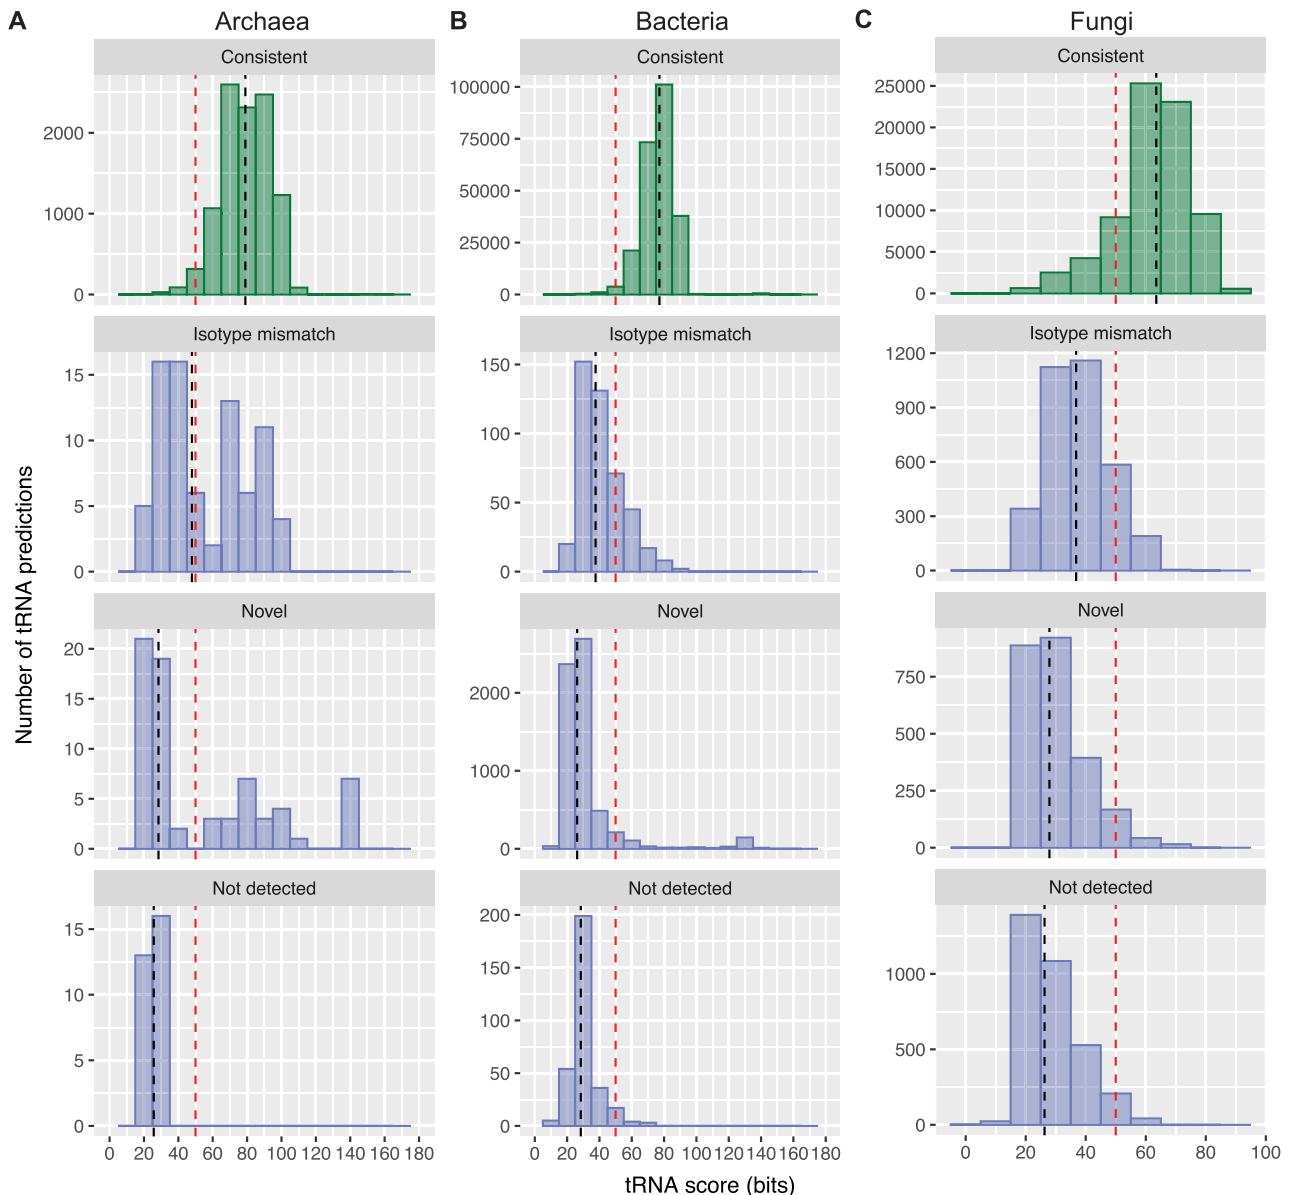 A Archaea
Consistent
2000
1000
0
Isotype mismatch
15
10
5
0
Novel
20
15
10
5
0
Not detected
15
10
5
0
0 20 40 60 80 100 120 140 160 180
B Bacteria
Consistent
100000
75000
50000
25000
0
Isotype mismatch
150
100
50
0
Novel
2000
1000
0
Not detected
200
150
100
50
0
0 20 40 60 80 100 120 140 160 180
C Fungi
Consistent
25000
20000
15000
10000
5000
0
Isotype mismatch
1200
900
600
300
0
Novel
750
500
250
0
Not detected
1000
500
0
0 20 40 60 80 100
Number of tRNA predictions
tRNA score (bits)